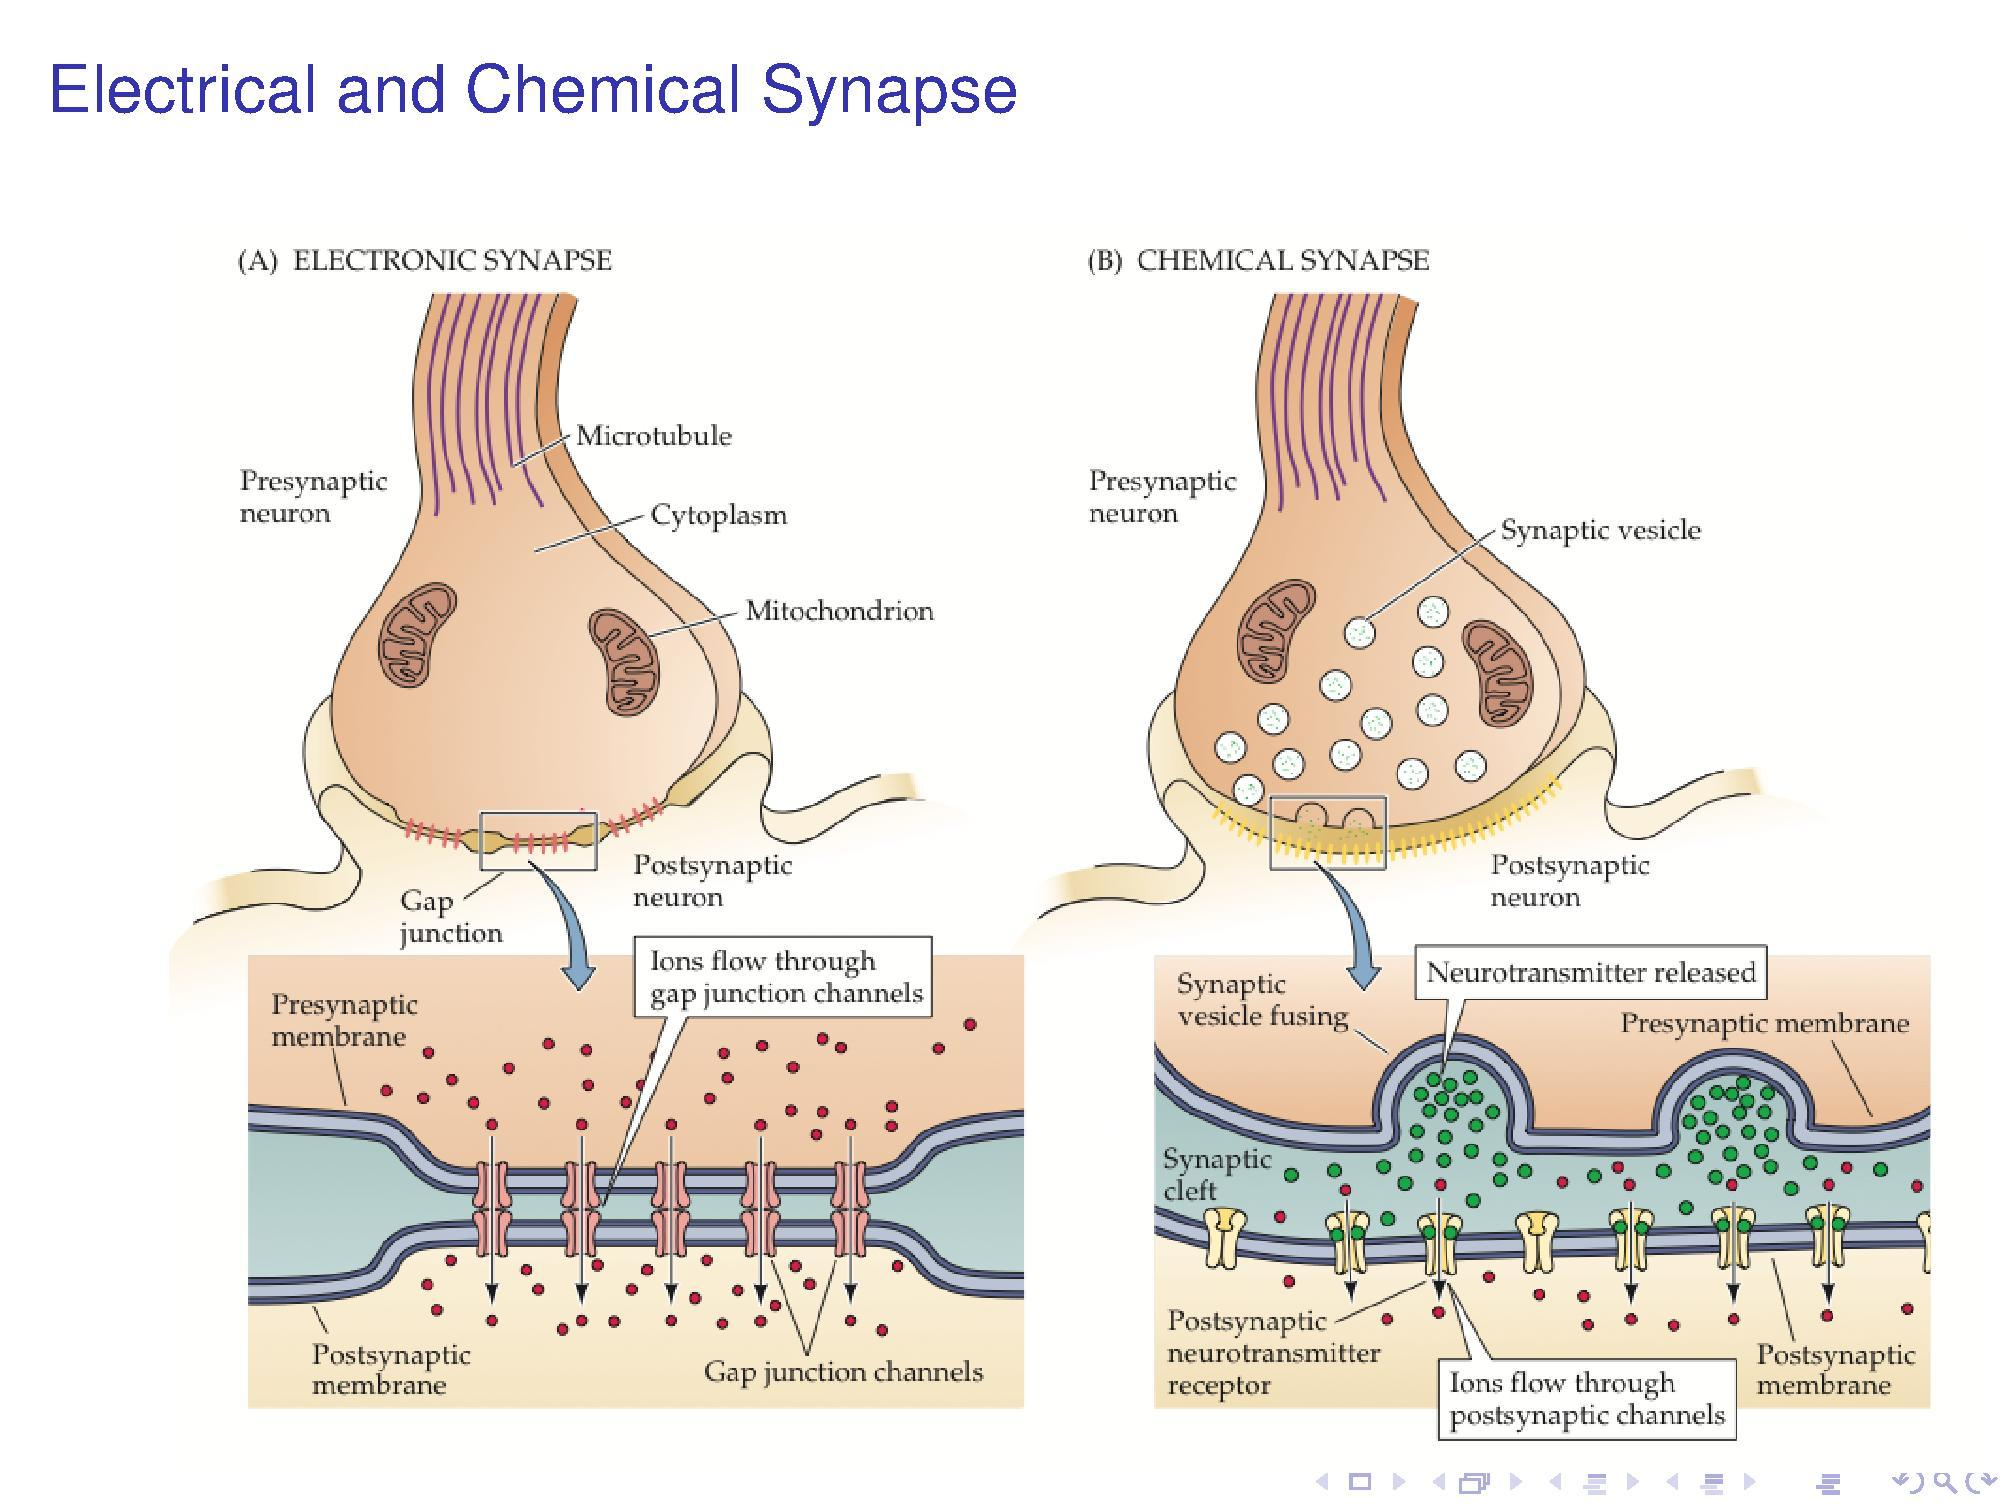 Electrical and Chemical Synapse
(A) ELECTRONIC SYNAPSE
Microtubule
Presynaptic
neuron
Cytoplasm
Mitochondrion
Gap
junction
Postsynaptic
neuron
Ions flow through
gap junction channels
Presynaptic
membrane
Postsynaptic
membrane
Gap junction channels
(B) CHEMICAL SYNAPSE
Presynaptic
neuron
Synaptic vesicle
Postsynaptic
neuron
Synaptic
vesicle fusing
Neurotransmitter released
Presynaptic membrane
Synaptic
cleft
Postsynaptic
neurotransmitter
receptor
Ions flow through
postsynaptic channels
Postsynaptic
membrane